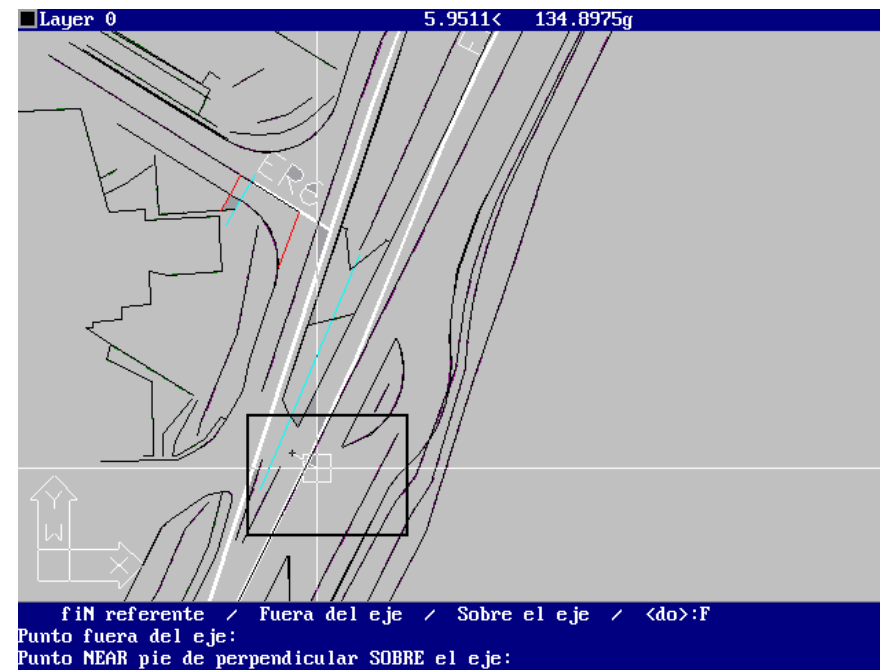 Layer 0 5.9511< 134.8975g
E
ER6
Y
W
X
fiN referente / Fuera del eje / Sobre el eje / <do>:F
Punto fuera del eje:
Punto NEAR pie de perpendicular SOBRE el eje: